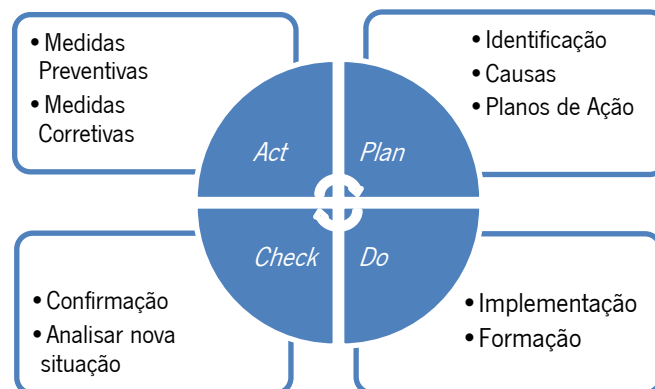 • Medidas
Preventivas
• Medidas
Corretivas
• Identificação
• Causas
• Planos de Ação
Act
Plan
Check
Do
• Confirmação
• Analisar nova
situação
• Implementação
• Formação